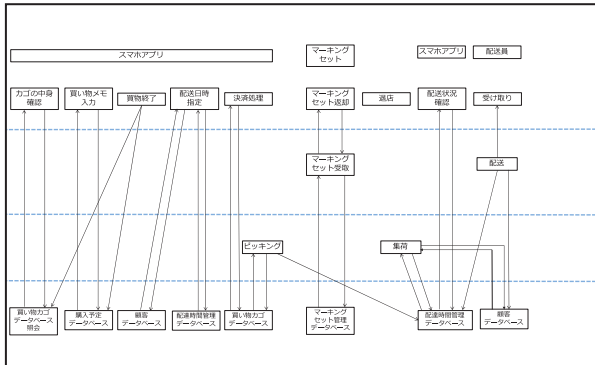 スマホアプリ
マーキング
セット
スマホアプリ
配送員
カゴの中身
確認
買い物メモ
入力
買物終了
配送日時
指定
決済処理
マーキング
セット返却
退店
配送状況
確認
受け取り
マーキング
セット受取
配送
ピッキング
集荷
買い物カゴ
データベース
照会
購入予定
データベース
顧客
データベース
配達時間管理
データベース
買い物カゴ
データベース
マーキング
セット管理
データベース
配達時間管理
データベース
顧客
データベース